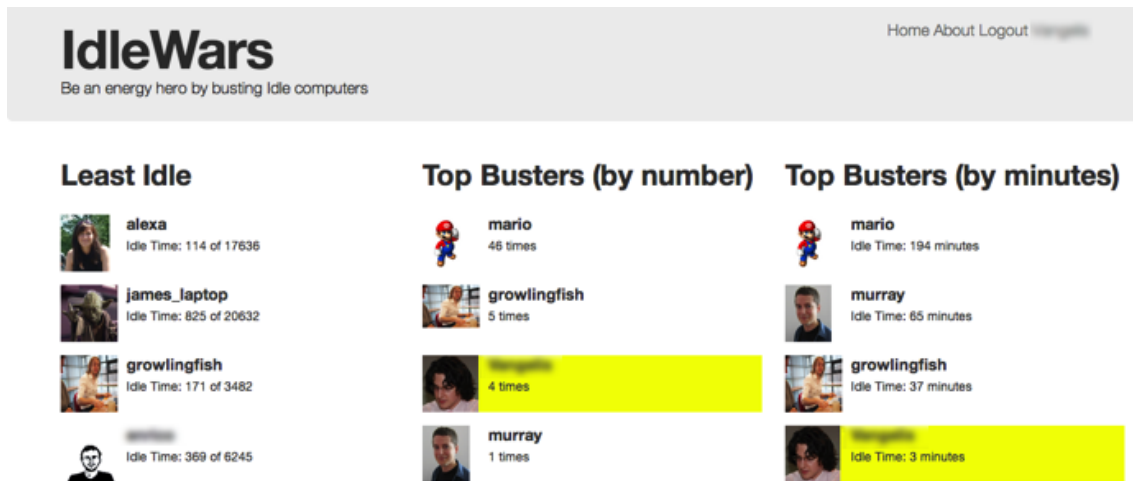 IdleWars
Be an energy hero by busting Idle computers
Home About Logout
Least Idle
alexa
Idle Time: 114 of 17636
james_laptop
Idle Time: 825 of 20632
growlingfish
Idle Time: 171 of 3482
Idle Time: 369 of 6245
Top Busters (by number)
mario
46 times
growlingfish
5 times
4 times
murray
1 times
Top Busters (by minutes)
mario
Idle Time: 194 minutes
murray
Idle Time: 65 minutes
growlingfish
Idle Time: 37 minutes
Idle Time: 3 minutes